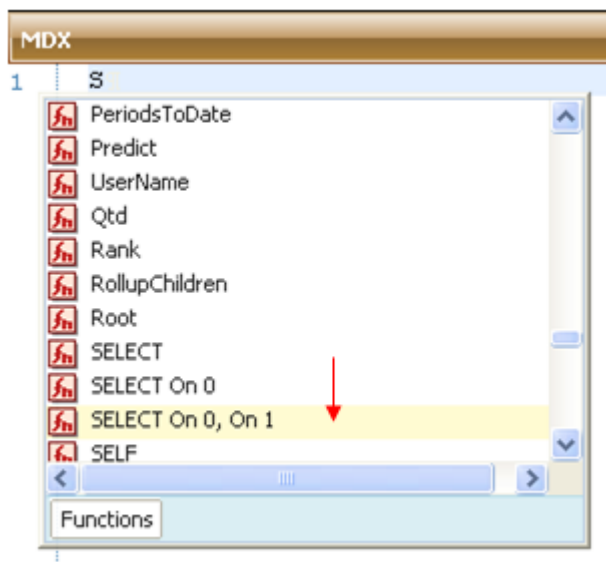 MDX
1 S
PeriodsToDate
Predict
UserName
Qtd
Rank
RollupChildren
Root
SELECT
SELECT On 0
SELECT On 0, On 1
SELF
Functions